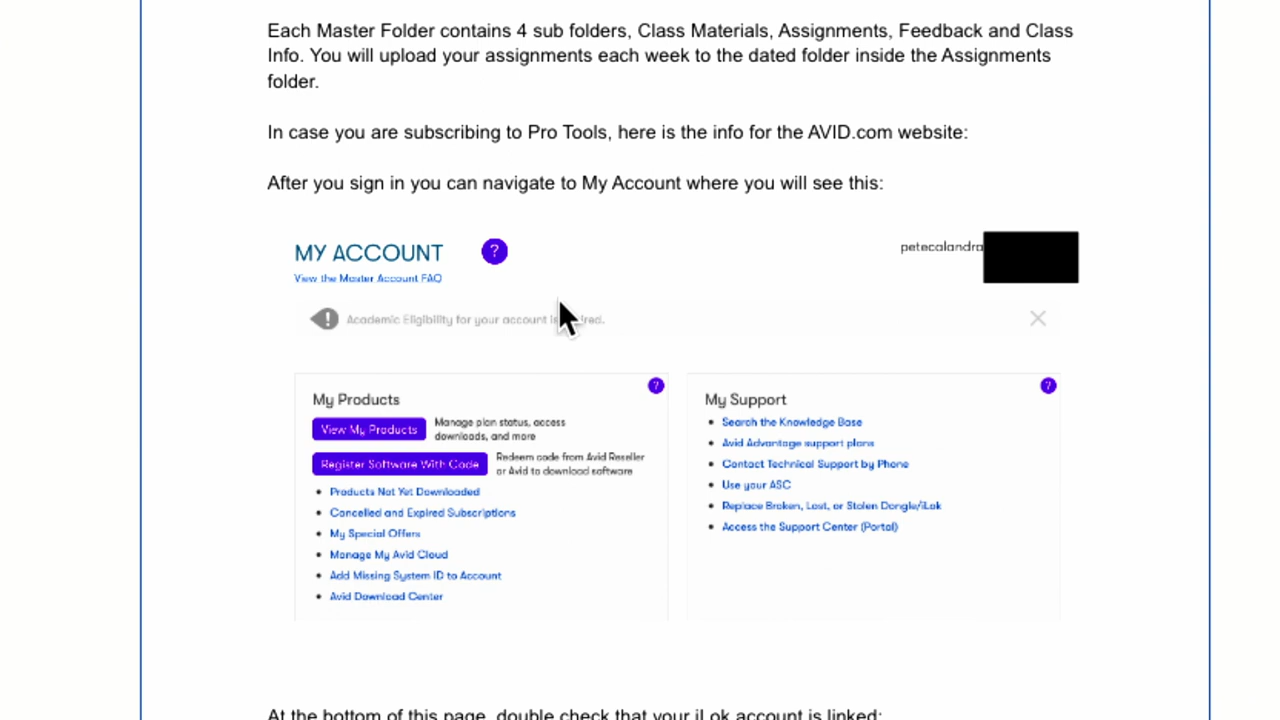 Each Master Folder contains 4 sub folders, Class Materials, Assignments, Feedback and Class
Info. You will upload your assignments each week to the dated folder inside the Assignments
folder.
In case you are subscribing to Pro Tools, here is the info for the AVID.com website:
After you sign in you can navigate to My Account where you will see this:
MY ACCOUNT ?
petecalandra
View the Master Account FAQ
! Academic Eligibility for your account
My Products ?
View My Products Manage plan status, access
downloads, and more
Register Software With Code Redeem code from Avid Reseller
or Avid to download software
• Products Not Yet Downloaded
• Cancelled and Expired Subscriptions
• My Special Offers
• Manage My Avid Cloud
• Add Missing System ID to Account
• Avid Download Center
My Support ?
• Search the Knowledge Base
• Avid Advantage support plans
• Contact Technical Support by Phone
• Use your ASC
• Replace Broken, Lost, or Stolen Dongle/iLok
• Access the Support Center (Portal)
At the bottom of this page, double check that your iLok account is linked: